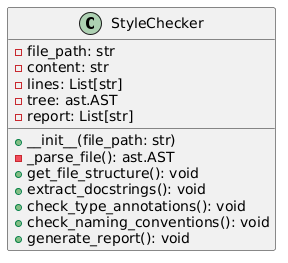 C StyleChecker
file_path: str
content: str
lines: List[str]
tree: ast.AST
report: List[str]
__init__(file_path: str)
_parse_file(): ast.AST
get_file_structure(): void
extract_docstrings(): void
check_type_annotations(): void
check_naming_conventions(): void
generate_report(): void